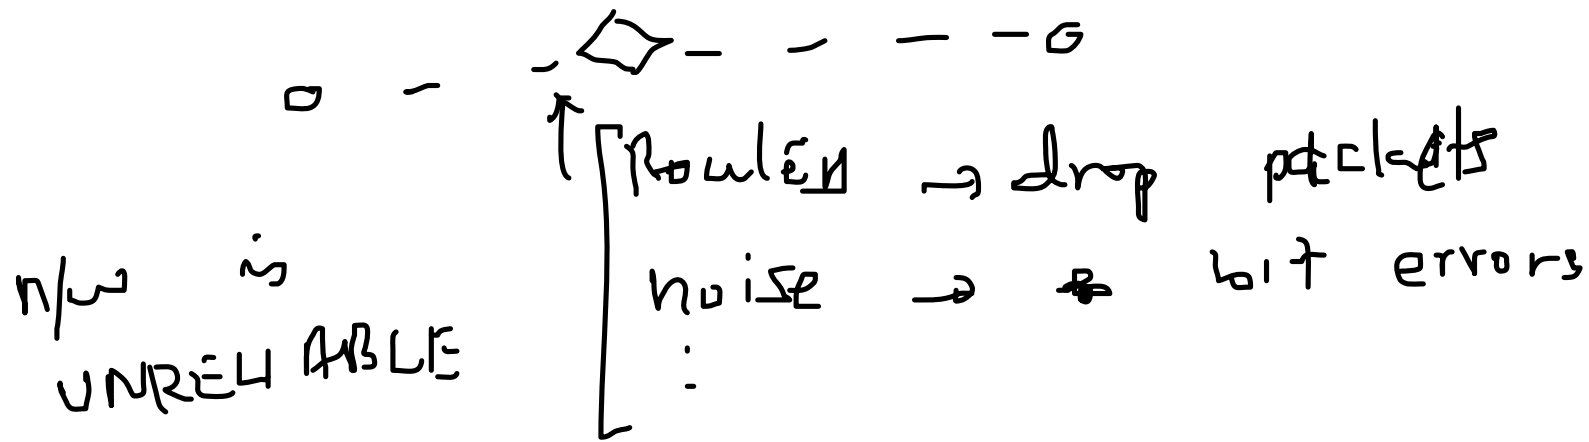 Router → drop packets
n/w is
noise → bit errors
UNRELIABLE